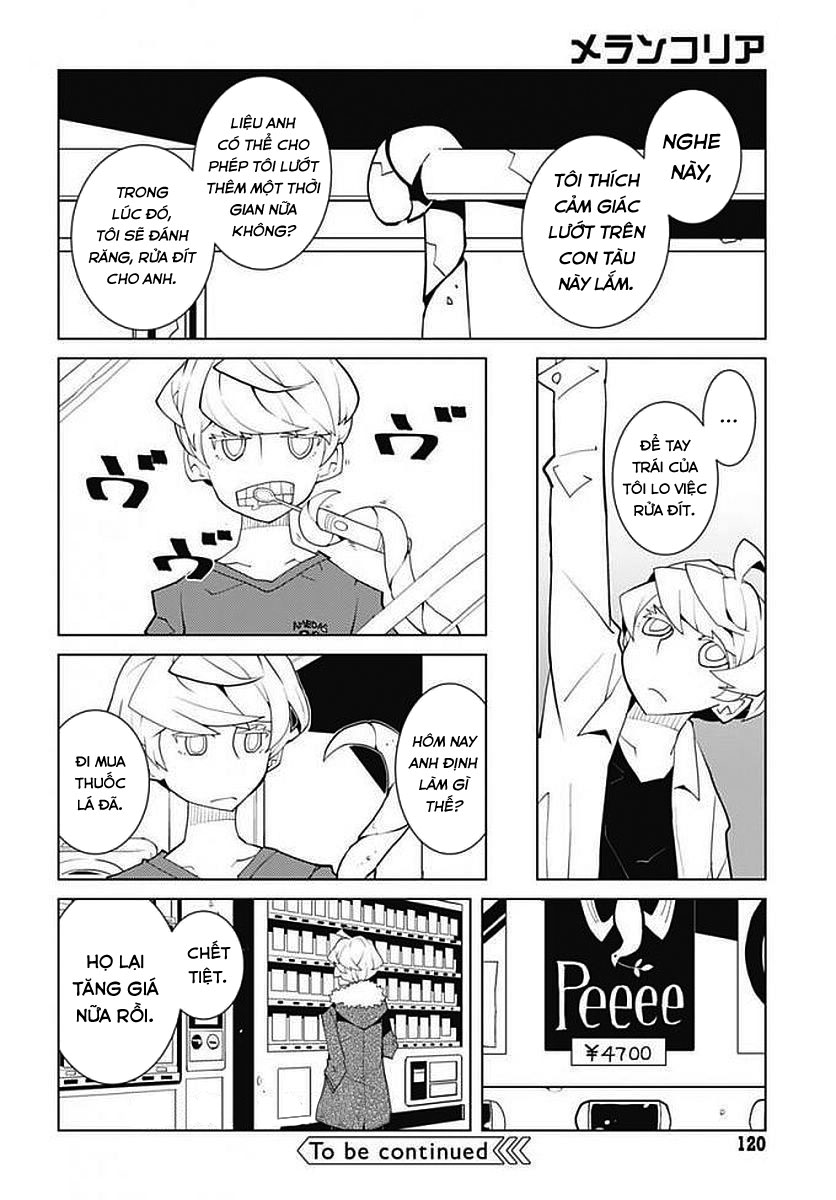 メランコリア
NGHE
NÀY,
TÔI THÍCH
CẢM GIÁC
LƯỚT TRÊN
CON TÀU
NÀY LẮM.
LIỆU ANH
CÓ THỂ CHO
PHÉP TÔI LƯỚT
THÊM MỘT THỜI
GIAN NỮA
KHÔNG?
TRONG
LÚC ĐÓ,
TÔI SẼ ĐÁNH
RĂNG, RỬA ĐÍT
CHO ANH.
...
ĐỂ TAY
TRÁI CỦA
TÔI LO VIỆC
RỬA ĐÍT.
ヴヴ
ヴヴ
ヴヴ
AMEDAS
HÔM NAY
ANH ĐỊNH
LÀM GÌ
THẾ?
ĐI MUA
THUỐC
LÁ ĐÃ.
Peeee
¥4700
CHẾT
TIỆT.
HỌ LẠI
TĂNG GIÁ
NỮA RỒI.
To be continued
120